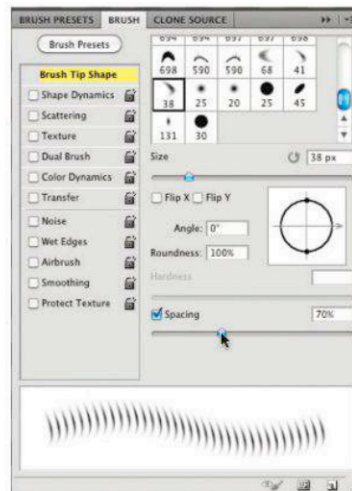 BRUSH PRESETS BRUSH CLONE SOURCE
Brush Presets
Brush Tip Shape
Shape Dynamics
Scattering
Texture
Dual Brush
Color Dynamics
Transfer
Noise
Wet Edges
Airbrush
Smoothing
Protect Texture
698 590 590 68 41
38 25 20 25 45
131 30
Size 38 px
Flip X Flip Y
Angle: 0°
Roundness: 100%
Hardness
Spacing 70%